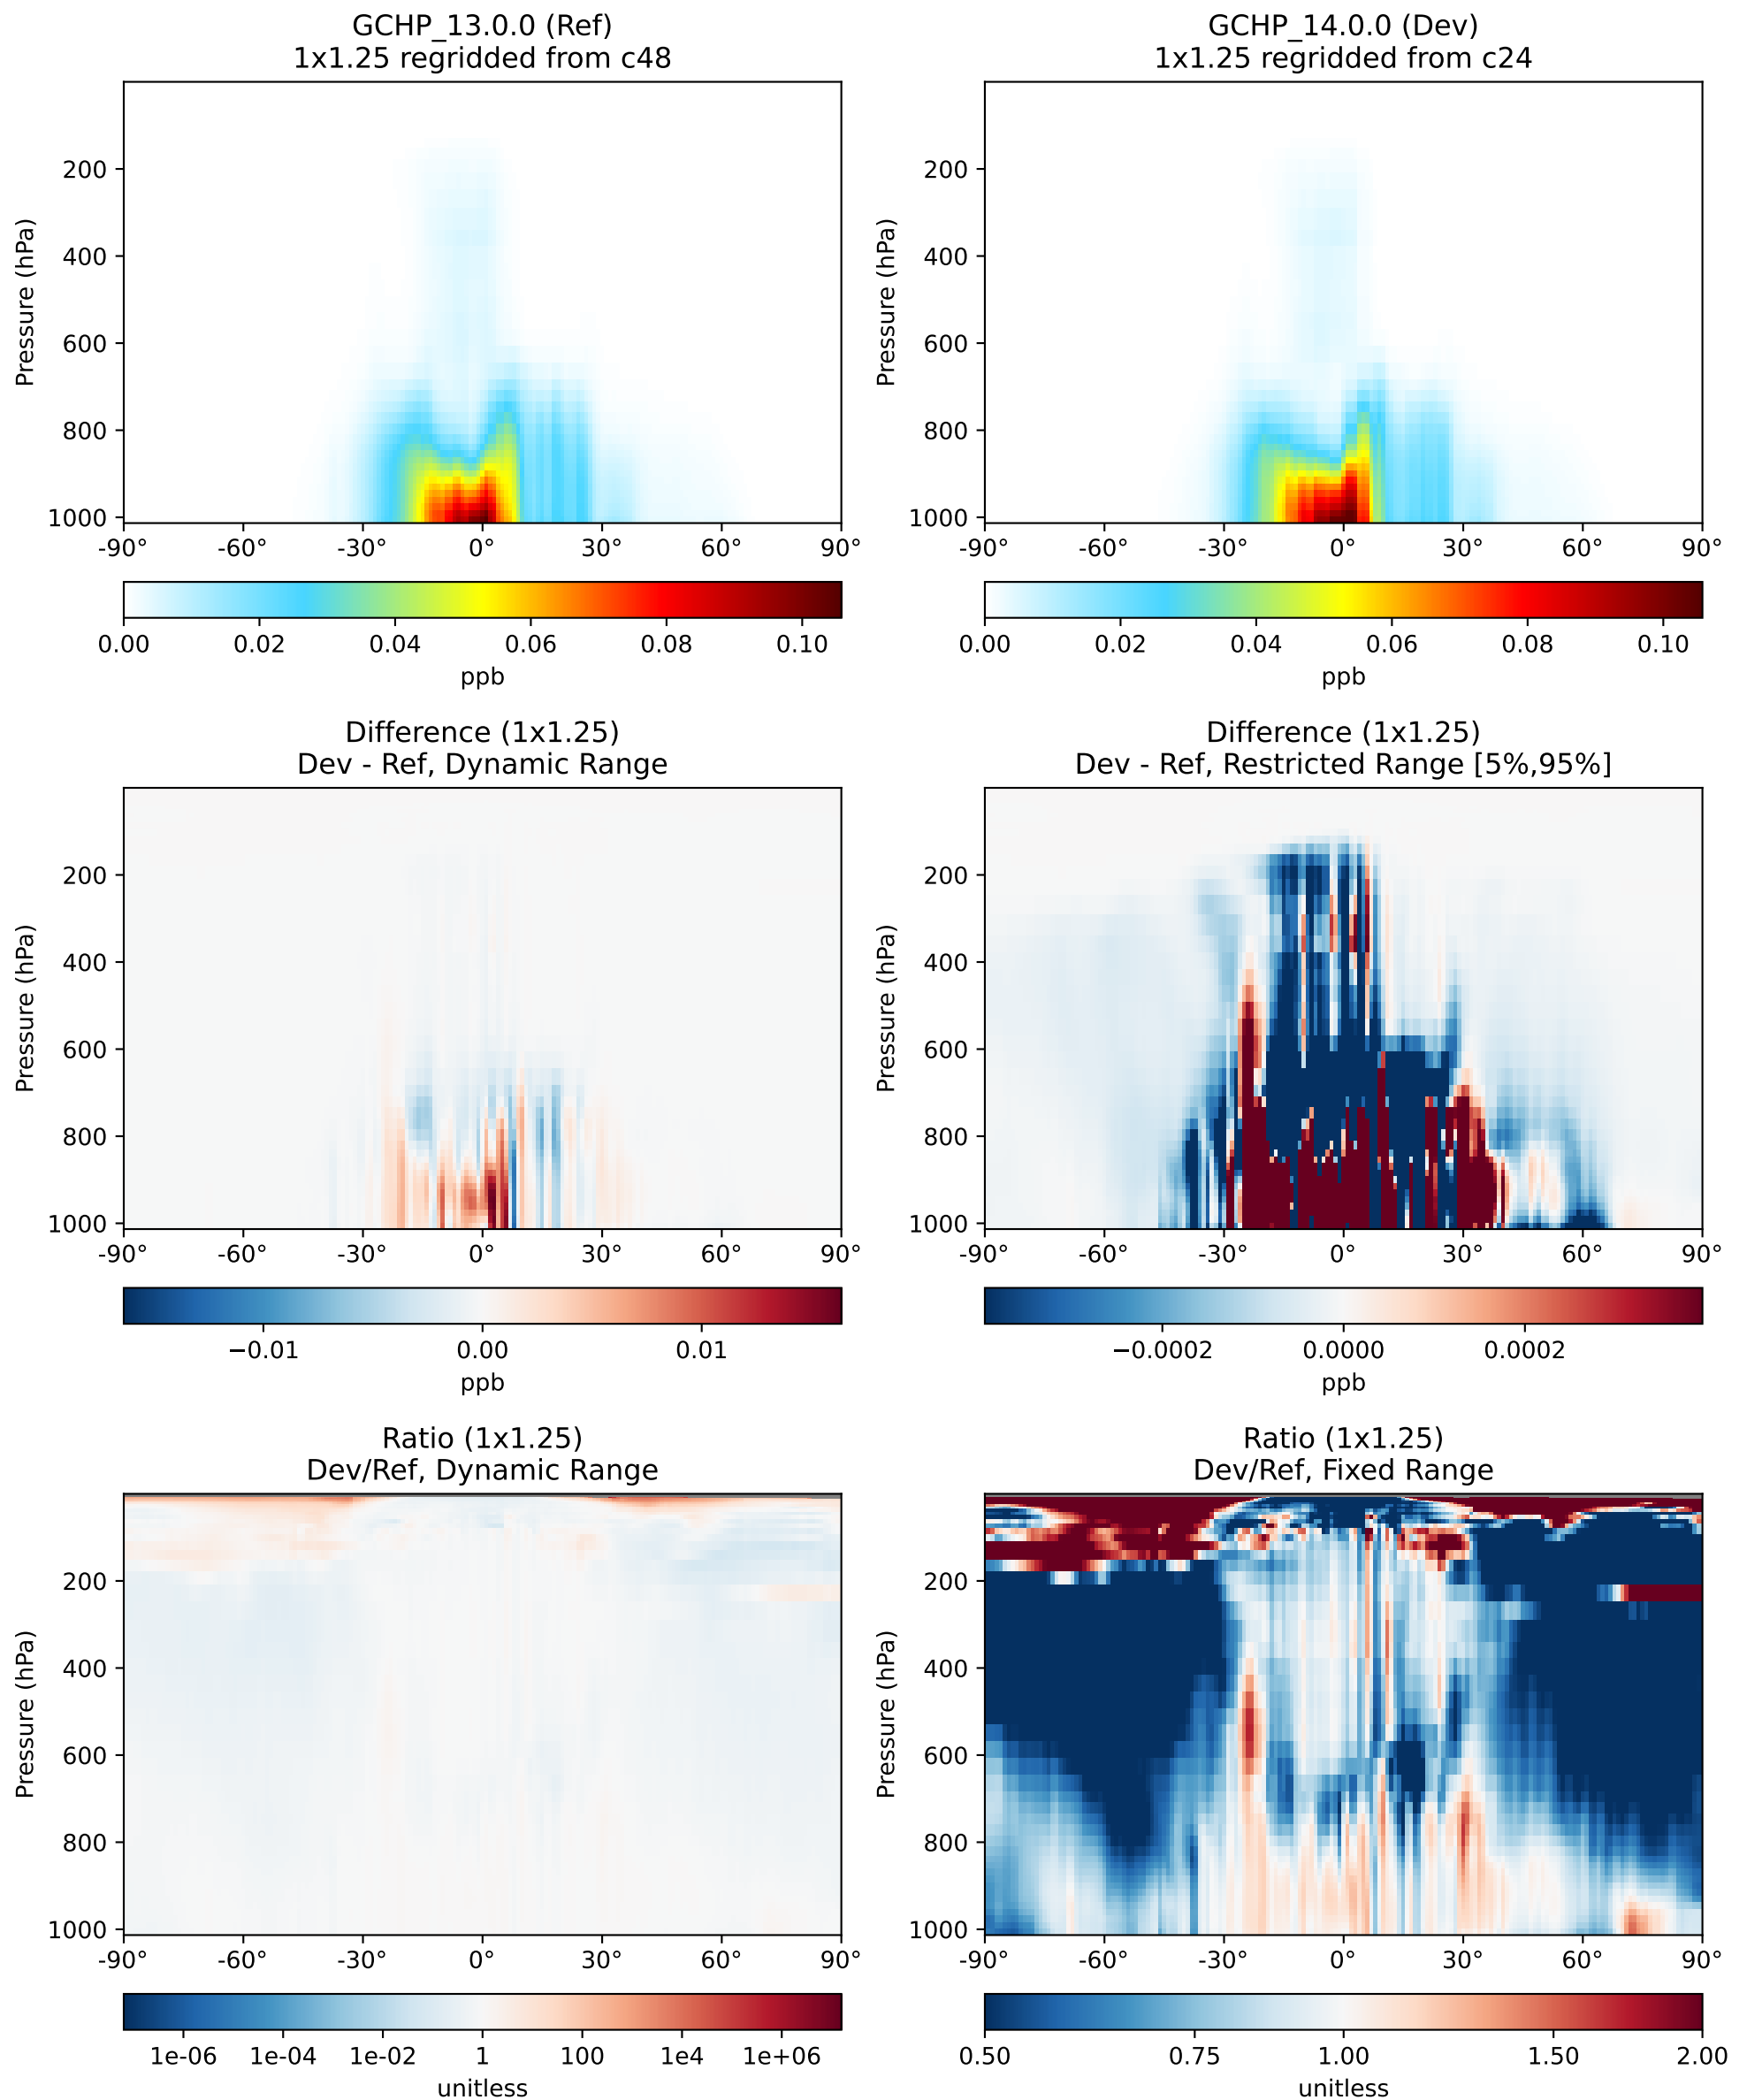 GCHP_13.0.0 (Ref)
1x1.25 regridded from c48
Pressure (hPa)
200
400
600
800
1000
-90° -60° -30° 0° 30° 60° 90°
0.00 0.02 0.04 0.06 0.08 0.10
ppb
GCHP_14.0.0 (Dev)
1x1.25 regridded from c24
Pressure (hPa)
200
400
600
800
1000
-90° -60° -30° 0° 30° 60° 90°
0.00 0.02 0.04 0.06 0.08 0.10
ppb
Difference (1x1.25)
Dev - Ref, Dynamic Range
Pressure (hPa)
200
400
600
800
1000
-90° -60° -30° 0° 30° 60° 90°
−0.01 0.00 0.01
ppb
Difference (1x1.25)
Dev - Ref, Restricted Range [5%,95%]
Pressure (hPa)
200
400
600
800
1000
-90° -60° -30° 0° 30° 60° 90°
−0.0002 0.0000 0.0002
ppb
Ratio (1x1.25)
Dev/Ref, Dynamic Range
Pressure (hPa)
200
400
600
800
1000
-90° -60° -30° 0° 30° 60° 90°
1e-06 1e-04 1e-02 1 100 1e4 1e+06
unitless
Ratio (1x1.25)
Dev/Ref, Fixed Range
Pressure (hPa)
200
400
600
800
1000
-90° -60° -30° 0° 30° 60° 90°
0.50 0.75 1.00 1.50 2.00
unitless